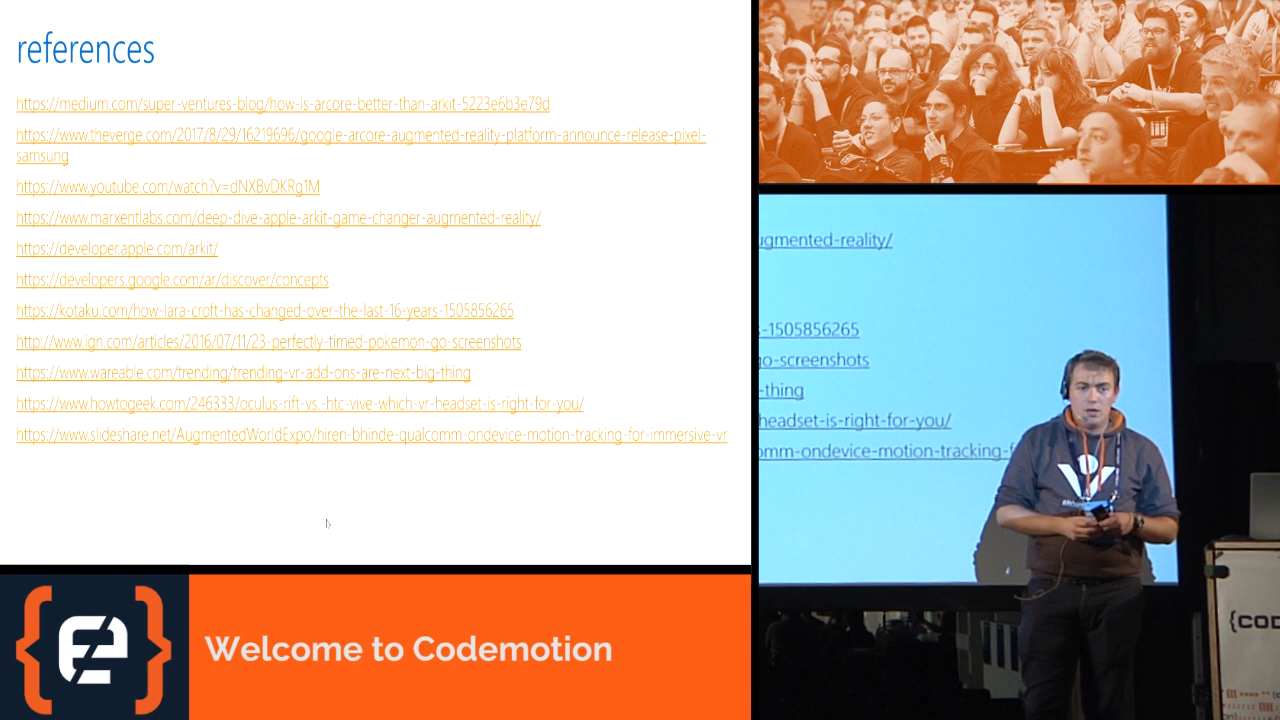 references
https://medium.com/super-ventures-blog/how-is-arcore-better-than-arkit-5223e6b3e79d
https://www.theverge.com/2017/8/29/16219696/google-arcore-augmented-reality-platform-announce-release-pixel-
samsung
https://www.youtube.com/watch?v=dNXBvDKRg1M
https://www.marxentlabs.com/deep-dive-apple-arkit-game-changer-augmented-reality/
https://developer.apple.com/arkit/
https://developers.google.com/ar/discover/concepts
https://kotaku.com/how-lara-croft-has-changed-over-the-last-16-years-1505856265
http://www.ign.com/articles/2016/07/11/23-perfectly-timed-pokemon-go-screenshots
https://www.wareable.com/trending/trending-vr-add-ons-are-next-big-thing
https://www.howtogeek.com/246333/oculus-rift-vs.-htc-vive-which-vr-headset-is-right-for-you/
https://www.slideshare.net/AugmentedWorldExpo/hiren-bhinde-qualcomm-ondevice-motion-tracking-for-immersive-vr
ugmented-reality/
-1505856265
go-screenshots
-thing
headset-is-right-for-you/
omm-ondevice-motion-tracking-f
{COD
Welcome to Codemotion